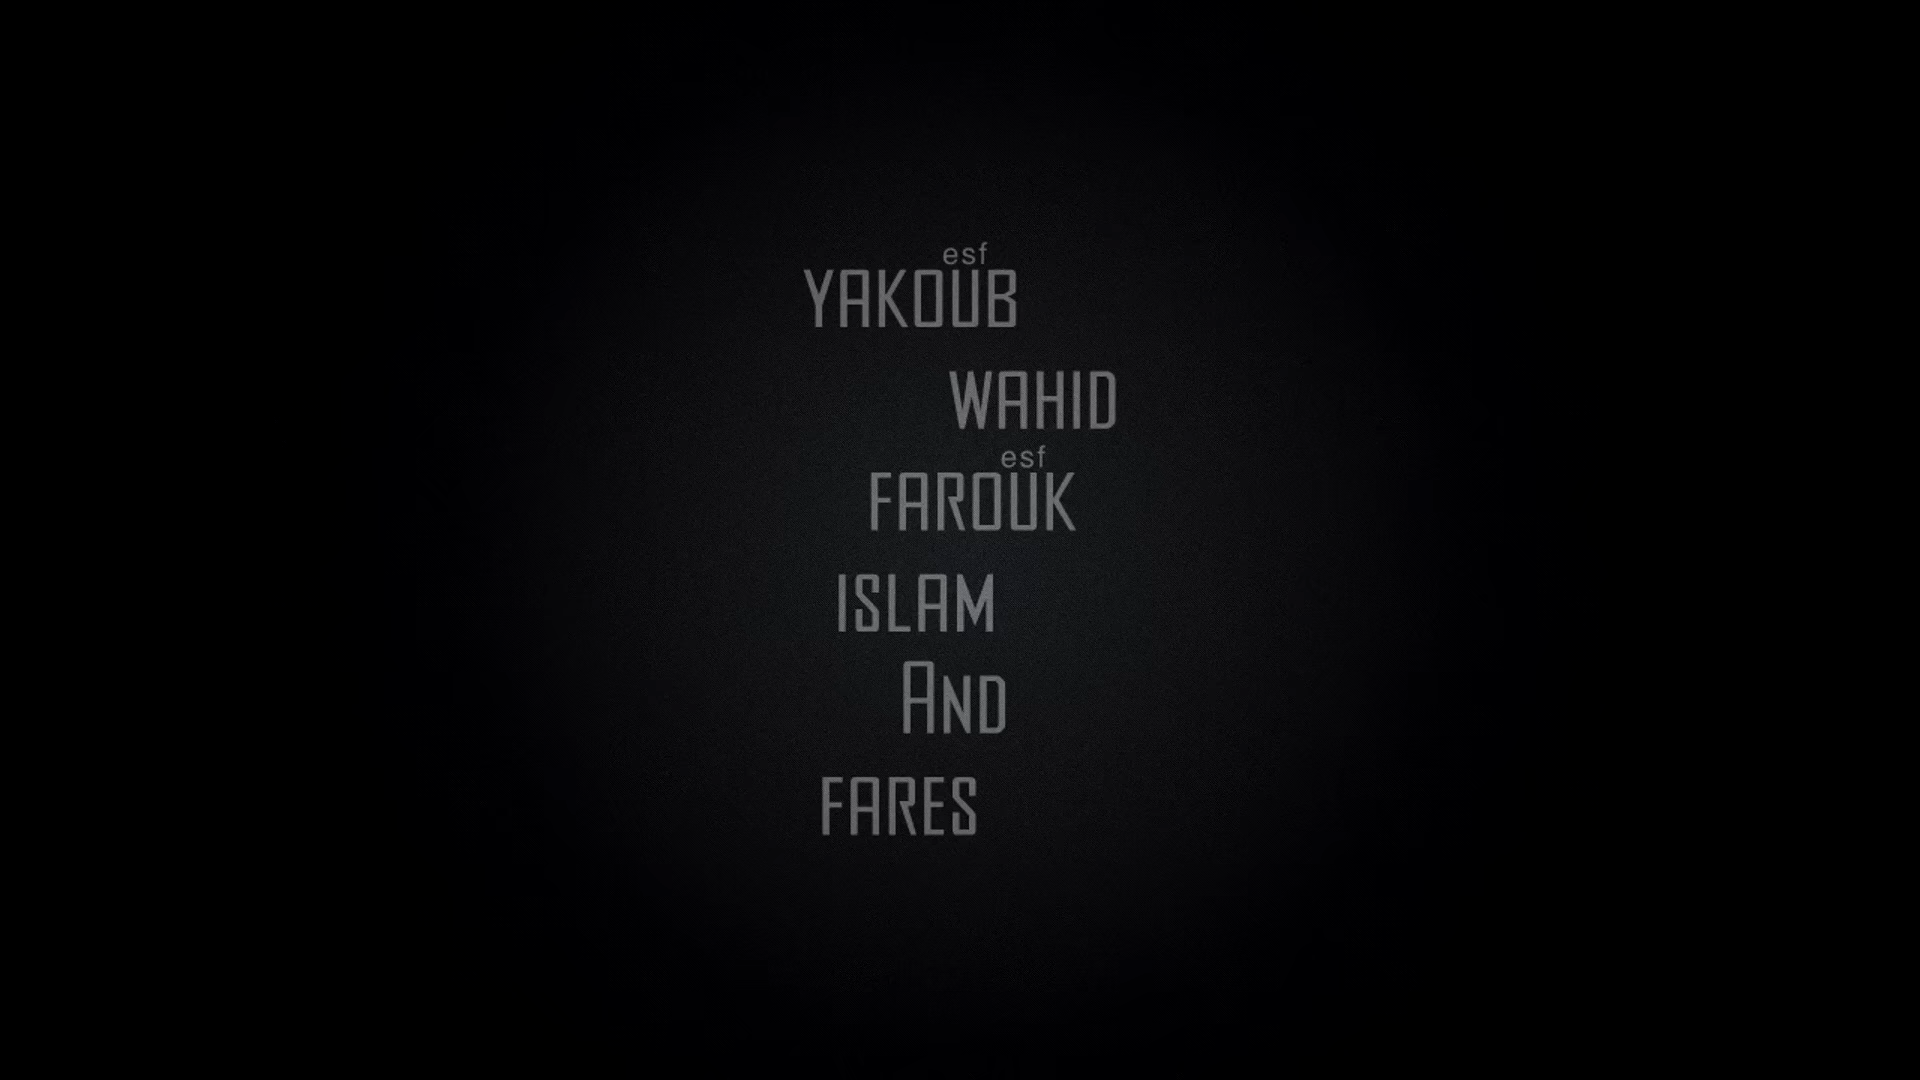 esf
YAKOUB
WAHID
esf
FAROUK
ISLAM
AND
FARES